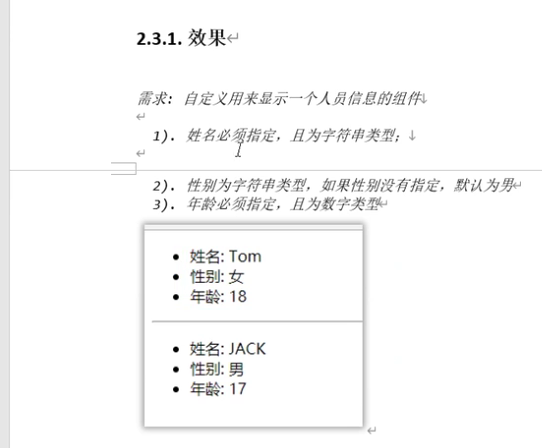 2.3.1. 效果
需求: 自定义用来显示一个人员信息的组件
1). 姓名必须指定，且为字符串类型；
2). 性别为字符串类型，如果性别没有指定，默认为男
3). 年龄必须指定，且为数字类型
姓名: Tom
性别: 女
年龄: 18
姓名: JACK
性别: 男
年龄: 17